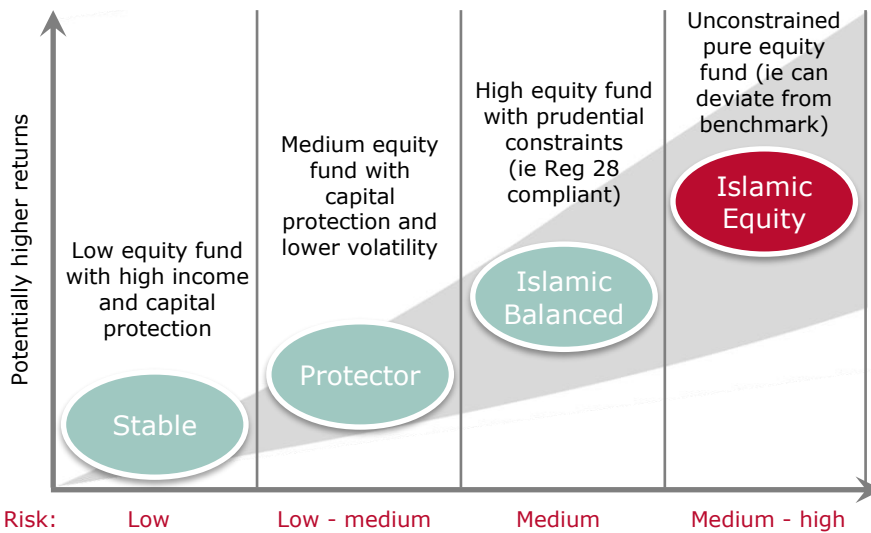 Potentially higher returns
Low equity fund
with high income
and capital
protection
Stable
Medium equity
fund with
capital
protection and
lower volatility
Protector
High equity fund
with prudential
constraints
(ie Reg 28
compliant)
Islamic
Balanced
Unconstrained
pure equity
fund (ie can
deviate from
benchmark)
Islamic
Equity
Risk:
Low
Low - medium
Medium
Medium - high